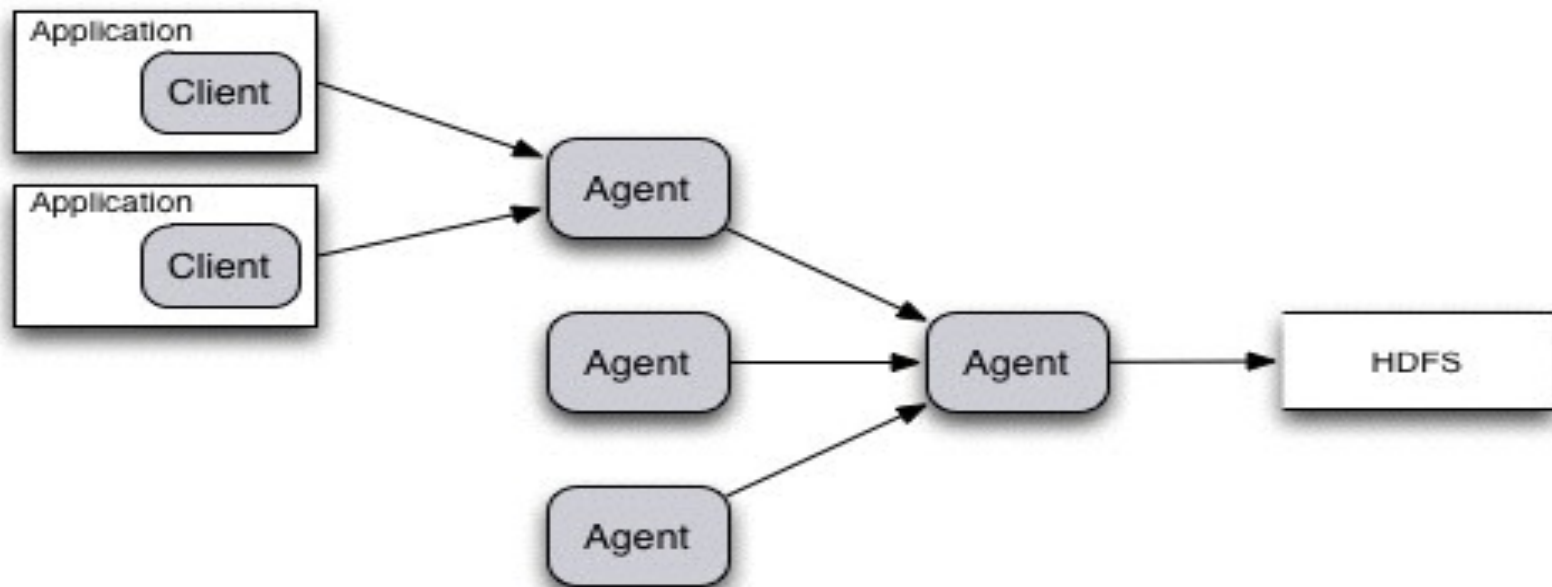 Application
Client
Application
Client
Agent
Agent
Agent
Agent
HDFS